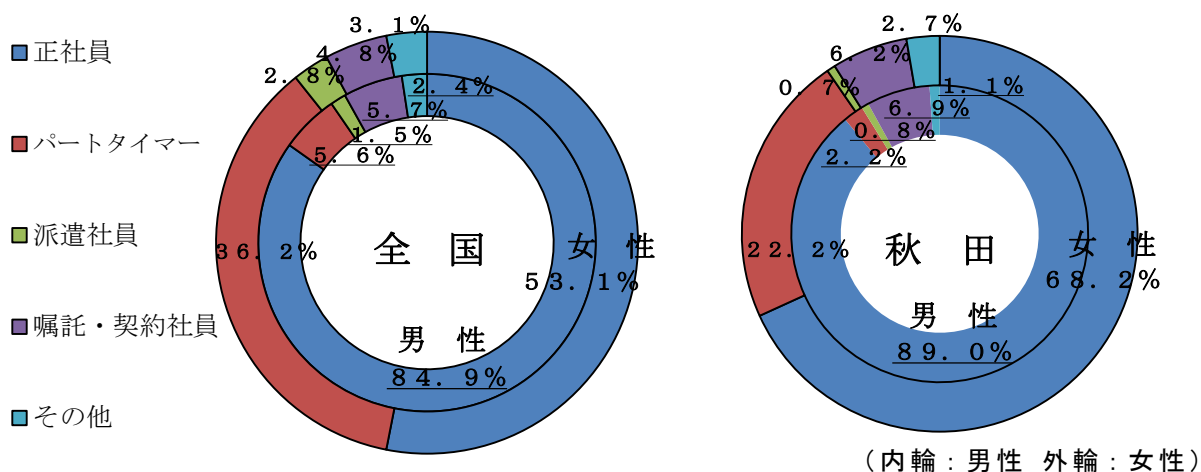 正社員
パートタイマー
派遣社員
嘱託・契約社員
その他
３．１%
４．８%
２．８%
２．４%
５．７%
１．５%
５．６%
３６．２%
全 国
女 性
５３．１%
男 性
８４．９%
２．７%
６．２%
０．７%
１．１%
６．９%
０．８%
２．２%
２２．２%
秋 田
女 性
６８．２%
男 性
８９．０%
（内輪：男性 外輪：女性）